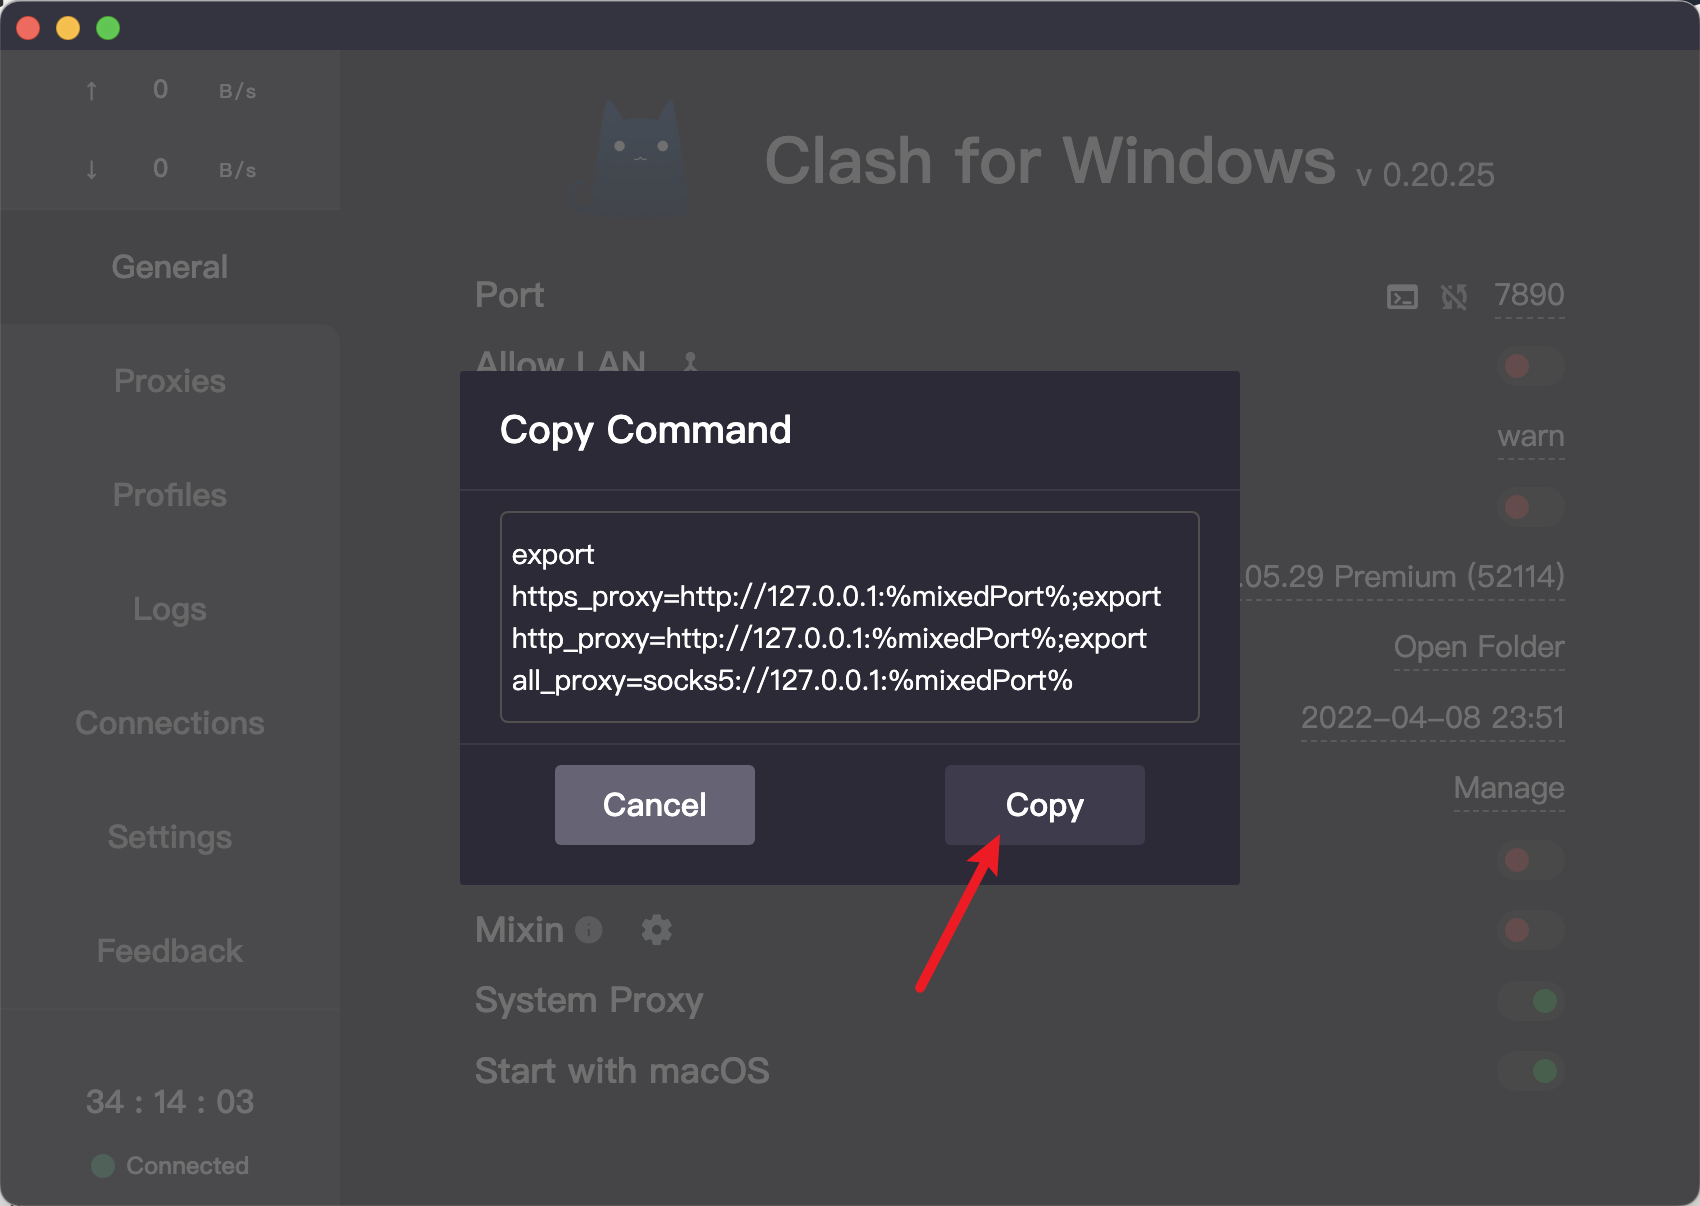 ↑ 0 B/s
↓ 0 B/s
General
Proxies
Profiles
Logs
Connections
Settings
Feedback
34 : 14 : 03
Connected
Clash for Windows v 0.20.25
Port 7890
Allow LAN
warn
.05.29 Premium (52114)
Open Folder
2022-04-08 23:51
Manage
Copy Command
export
https_proxy=http://127.0.0.1:%mixedPort%;export
http_proxy=http://127.0.0.1:%mixedPort%;export
all_proxy=socks5://127.0.0.1:%mixedPort%
Cancel Copy
Mixin
System Proxy
Start with macOS